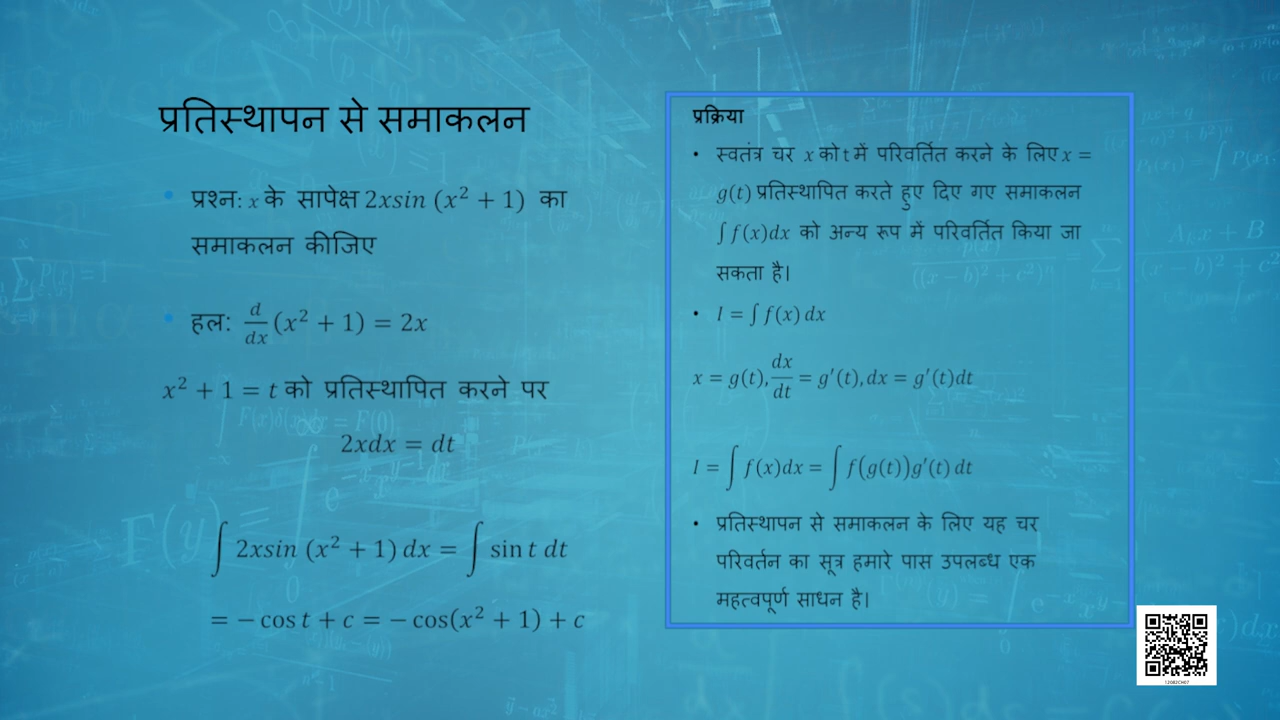 प्रतिस्थापन से समाकलन
प्रश्न: x के सापेक्ष 2xsin (x² + 1) का
समाकलन कीजिए
हल: d/dx (x² + 1) = 2x
x² + 1 = t को प्रतिस्थापित करने पर
2xdx = dt
∫ 2xsin (x² + 1) dx = ∫ sin t dt
= − cos t + c = − cos(x² + 1) + c
प्रक्रिया
• स्वतंत्र चर x को t में परिवर्तित करने के लिए x =
g(t) प्रतिस्थापित करते हुए दिए गए समाकलन
∫ f(x)dx को अन्य रूप में परिवर्तित किया जा
सकता है।
• I = ∫ f(x) dx
x = g(t), dx/dt = g′(t), dx = g′(t)dt
I = ∫ f(x)dx = ∫ f(g(t))g′(t) dt
• प्रतिस्थापन से समाकलन के लिए यह चर
परिवर्तन का सूत्र हमारे पास उपलब्ध एक
महत्वपूर्ण साधन है।
12082CH07